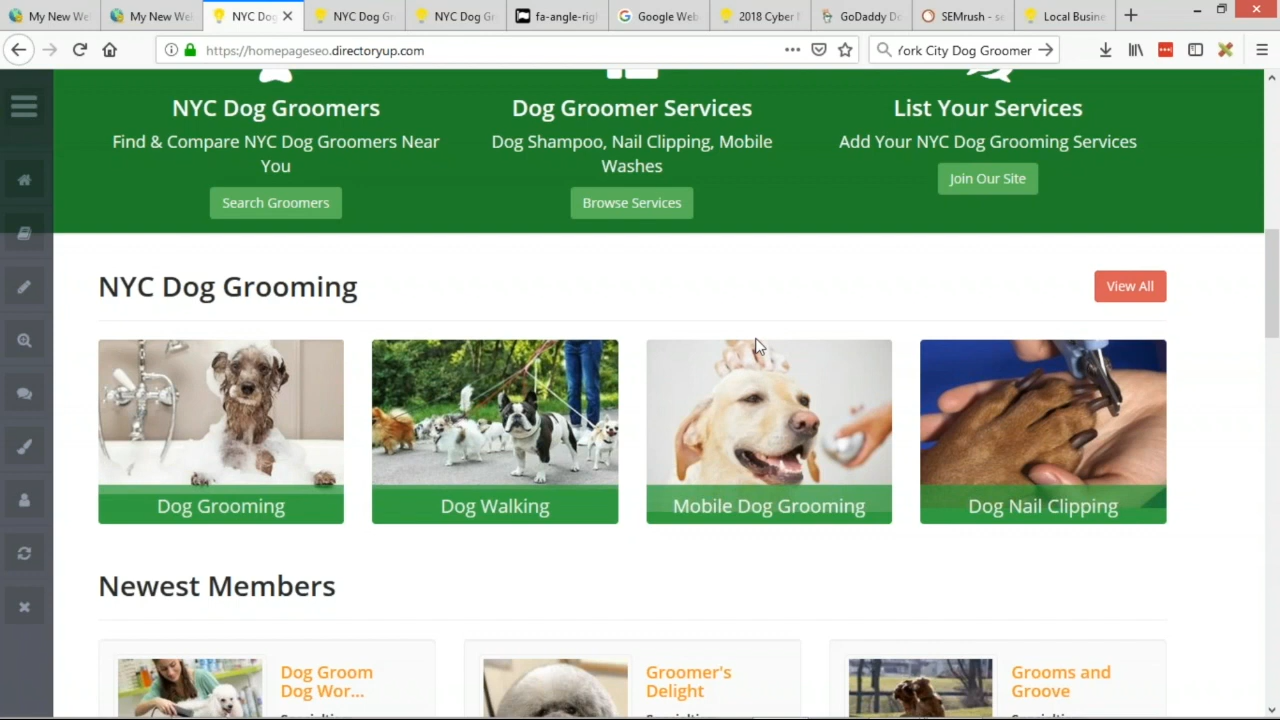 My New We
My New We
NYC Dog
NYC Dog Gr
NYC Dog Gr
fa-angle-rig
Google Web
2018 Cyber
GoDaddy Do
SEMrush - se
Local Busine
https://homepageseo.directoryup.com
York City Dog Groomer
NYC Dog Groomers
Find & Compare NYC Dog Groomers Near
You
Search Groomers
Dog Groomer Services
Dog Shampoo, Nail Clipping, Mobile
Washes
Browse Services
List Your Services
Add Your NYC Dog Grooming Services
Join Our Site
NYC Dog Grooming
View All
Dog Grooming
Dog Walking
Mobile Dog Grooming
Dog Nail Clipping
Newest Members
Dog Groom
Dog Wor...
Groomer's
Delight
Grooms and
Groove